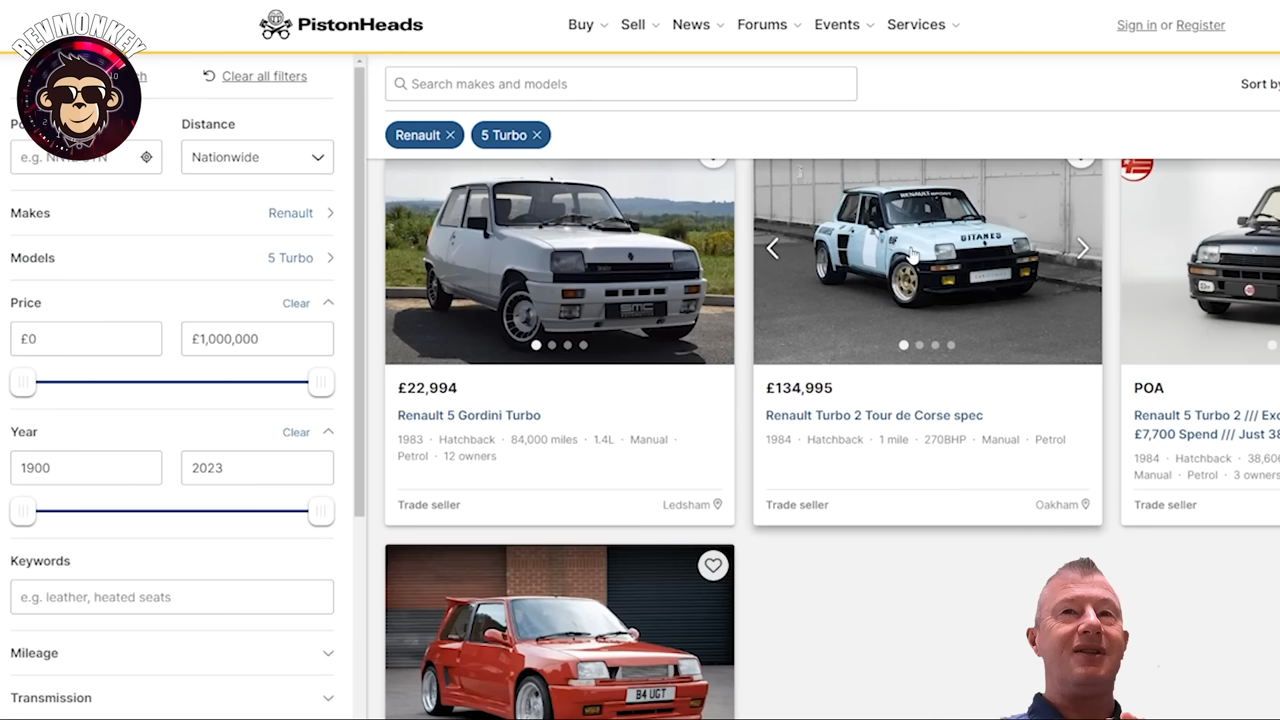 REVMONKEY
PistonHeads
Buy
Sell
News
Forums
Events
Services
Sign in or Register
Clear all filters
Search makes and models
Sort by
Distance
Renault
5 Turbo
e.g.
Nationwide
Makes
Renault
Models
5 Turbo
Price
Clear
£0
£1,000,000
Year
Clear
1900
2023
Keywords
e.g. leather, heated seats
Mileage
Transmission
RENAULT SPORT
GITANES
SMC
£22,994
Renault 5 Gordini Turbo
1983 · Hatchback · 84,000 miles · 1.4L · Manual ·
Petrol · 12 owners
Trade seller
Ledsham
£134,995
Renault Turbo 2 Tour de Corse spec
1984 · Hatchback · 1 mile · 270BHP · Manual · Petrol
Trade seller
Oakham
POA
Renault 5 Turbo 2 /// Exc
£7,700 Spend /// Just 38
1984 · Hatchback · 38,606
Manual · Petrol · 3 owners
Trade seller
B4 UGT